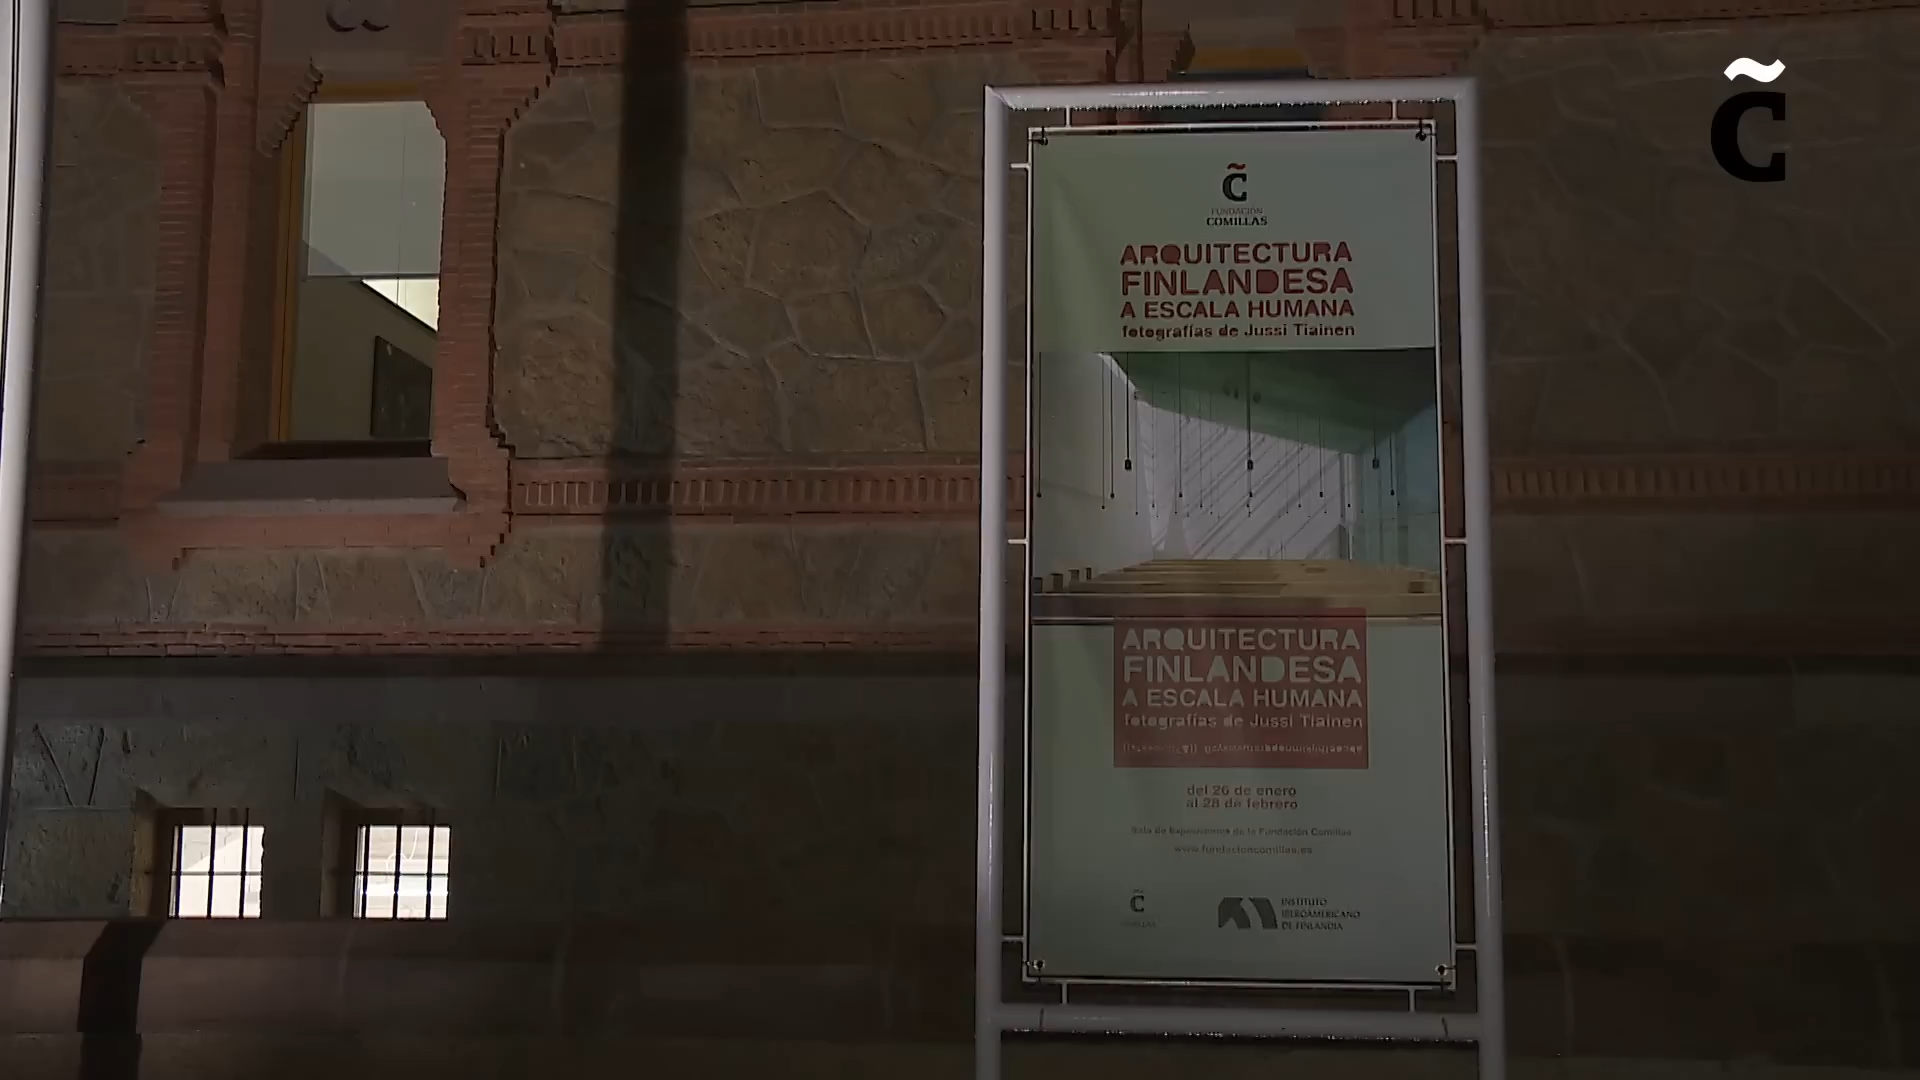 C̃
C̃
FUNDACIÓN
COMILLAS
ARQUITECTURA
FINLANDESA
A ESCALA HUMANA
fotografías de Jussi Tiainen
ARQUITECTURA
FINLANDESA
A ESCALA HUMANA
fotografías de Jussi Tiainen
del 26 de enero
al 28 de febrero
Sala de Exposiciones de la Fundación Comillas
www.fundacioncomillas.es
C̃
INSTITUTO
IBEROAMERICANO
DE FINLANDIA